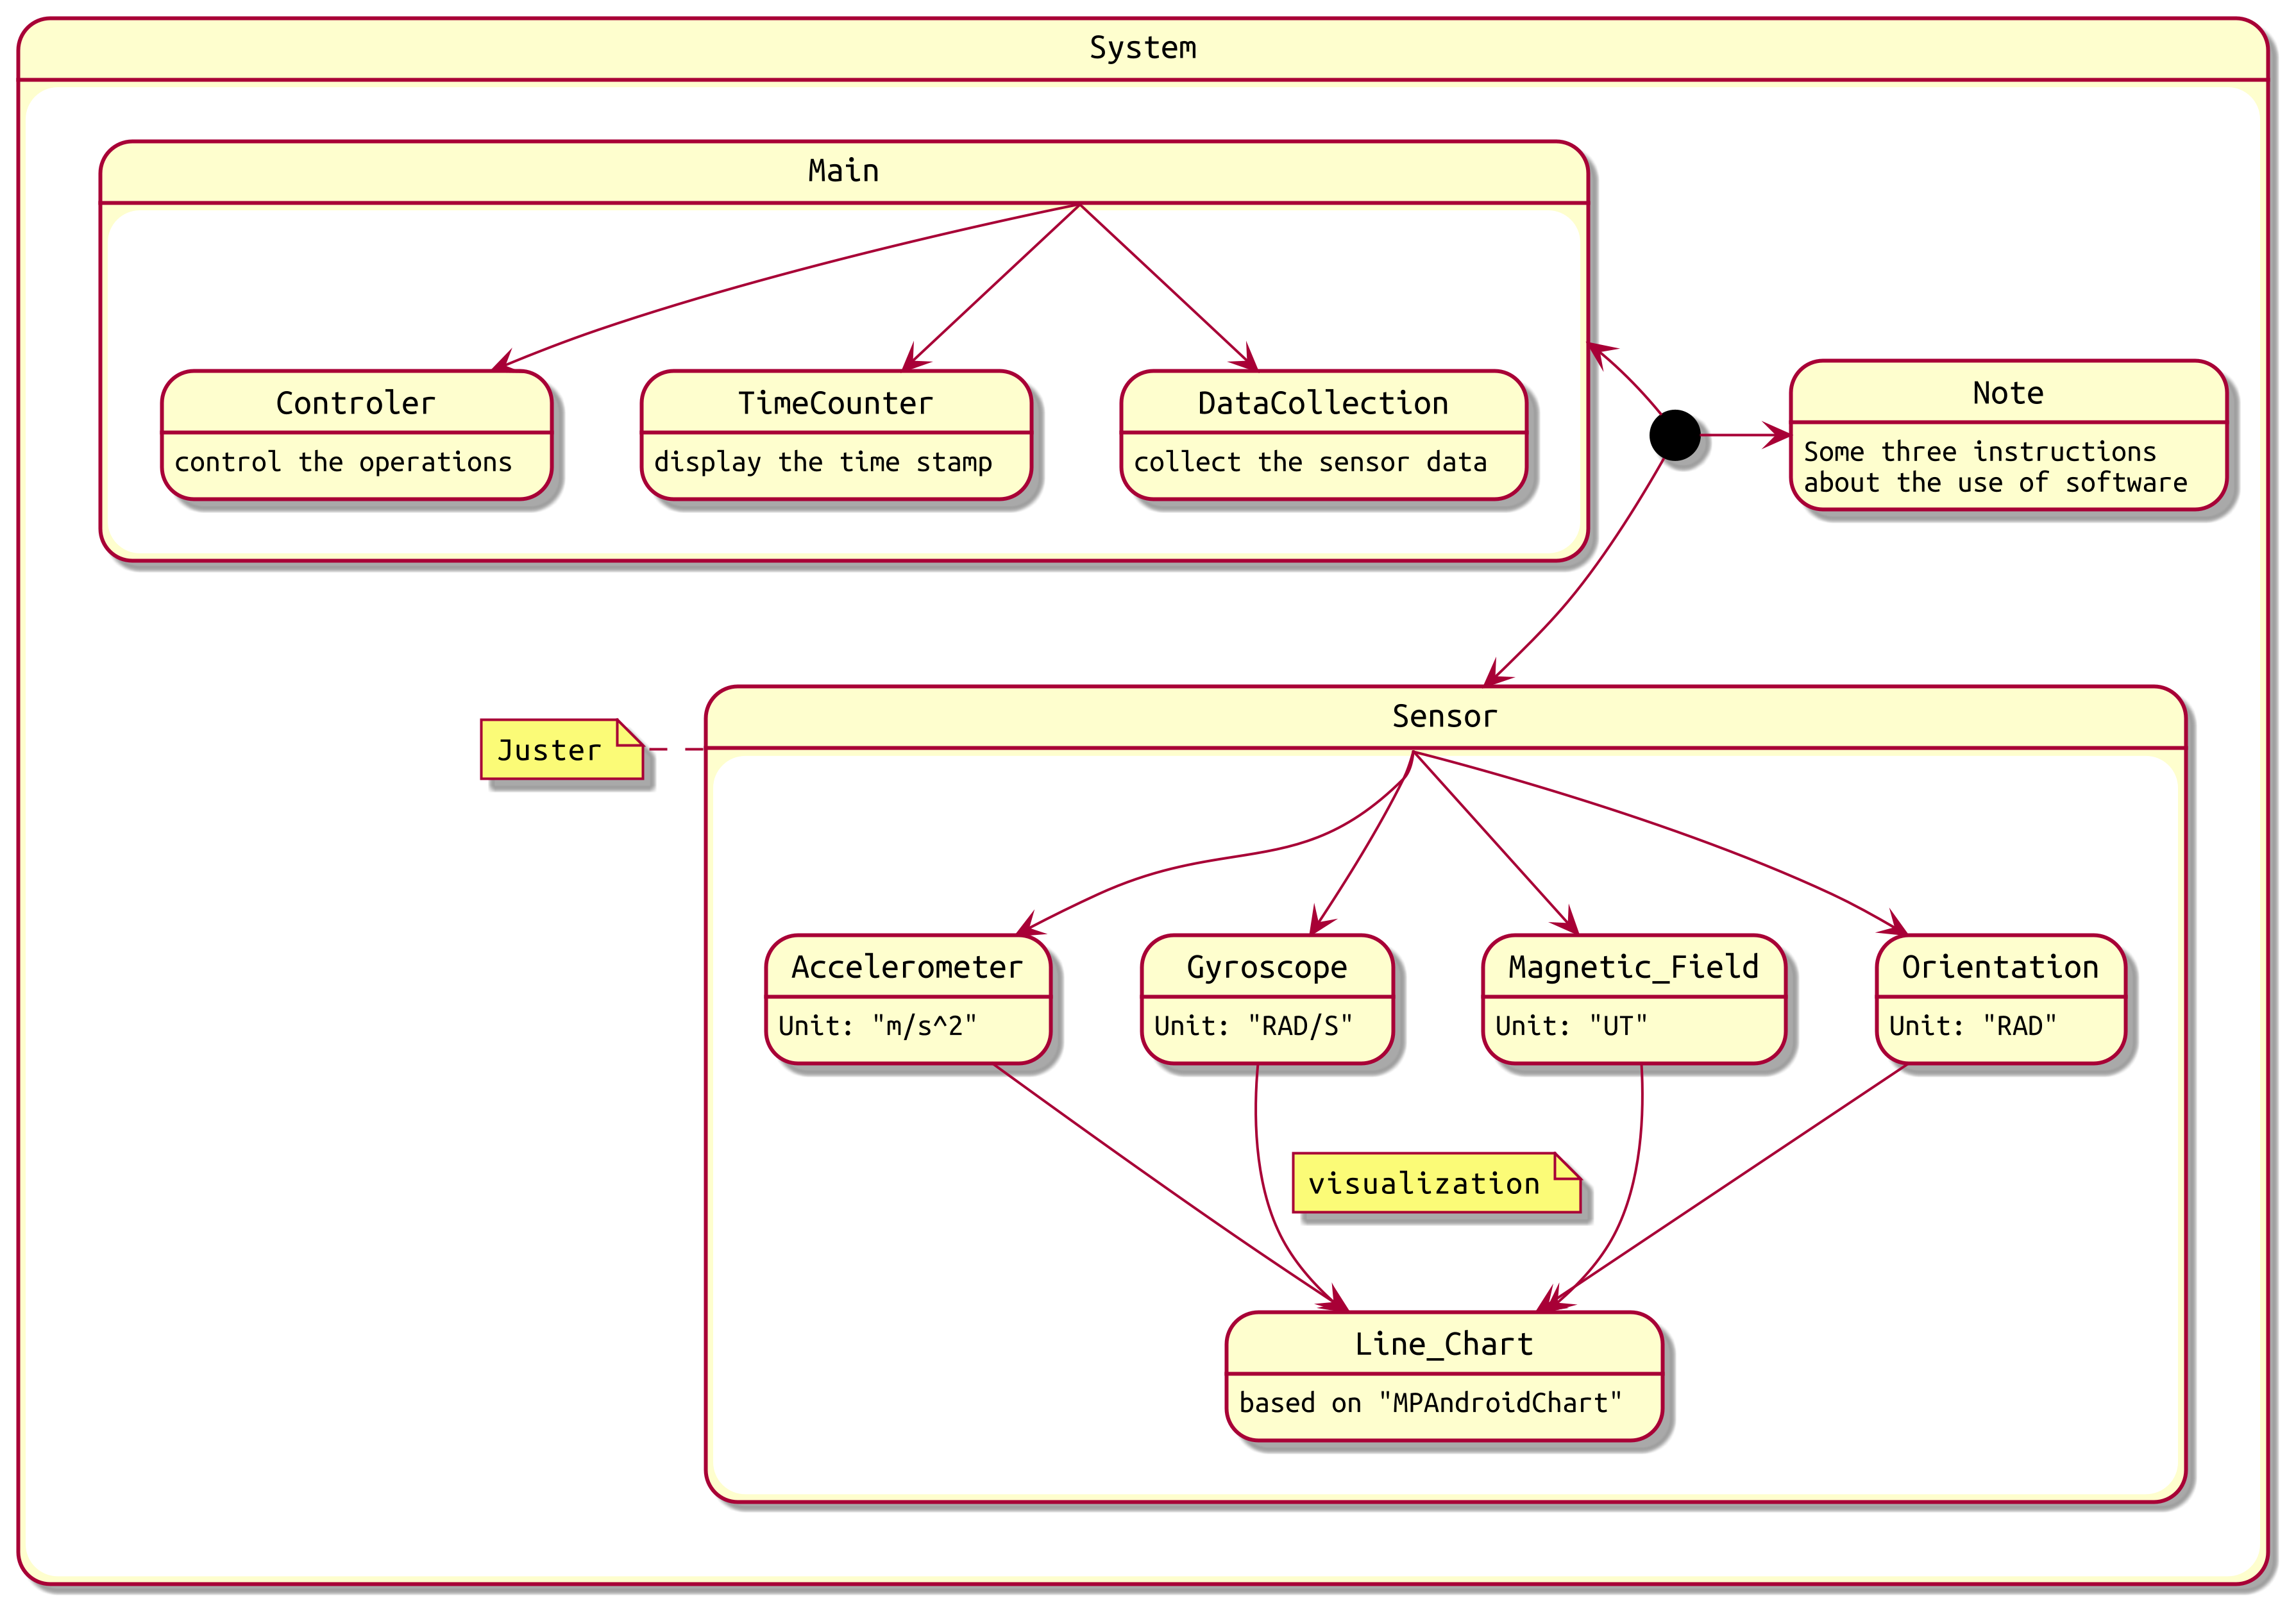 System
Main
Controler
control the operations
TimeCounter
display the time stamp
DataCollection
collect the sensor data
Note
Some three instructions
about the use of software
Juster
Sensor
Accelerometer
Unit: "m/s^2"
Gyroscope
Unit: "RAD/S"
Magnetic_Field
Unit: "UT"
Orientation
Unit: "RAD"
visualization
Line_Chart
based on "MPAndroidChart"